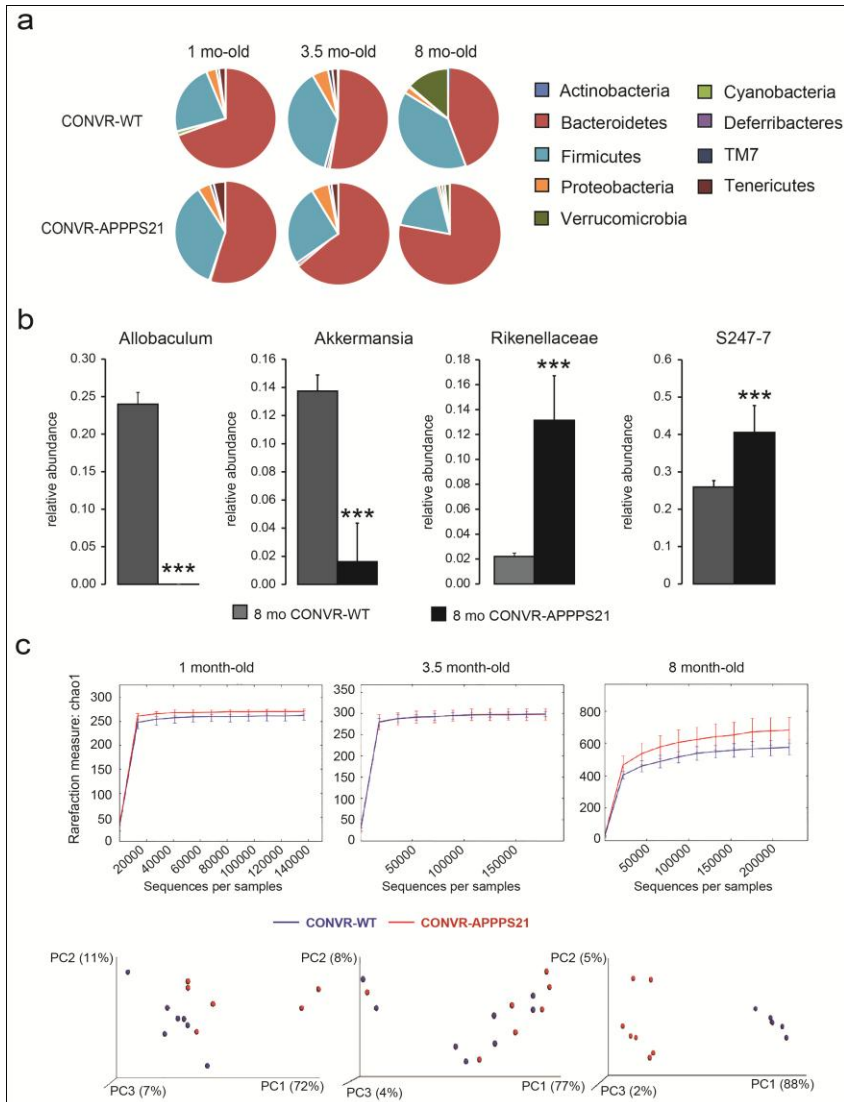 a
1 mo-old 3.5 mo-old 8 mo-old
CONVR-WT
CONVR-APPPS21
Actinobacteria
Bacteroidetes
Firmicutes
Proteobacteria
Verrucomicrobia
Cyanobacteria
Deferribacteres
TM7
Tenericutes
b
Allobaculum
relative abundance
0.30
0.25
0.20
0.15
0.10
0.05
0.00
***
Akkermansia
relative abundance
0.16
0.14
0.12
0.10
0.08
0.06
0.04
0.02
0.00
***
Rikenellaceae
relative abundance
0.18
0.16
0.14
0.12
0.10
0.08
0.06
0.04
0.02
0.00
***
S247-7
relative abundance
0.6
0.5
0.4
0.3
0.2
0.1
0
***
8 mo CONVR-WT 8 mo CONVR-APPPS21
c
Rarefaction measure: chao1
1 month-old
300
250
200
150
100
50
0
20000 40000 60000 80000 100000 120000 140000
Sequences per samples
3.5 month-old
350
300
250
200
150
100
50
0
50000 100000 150000
Sequences per samples
8 month-old
800
600
400
200
0
50000 100000 150000 200000
Sequences per samples
CONVR-WT CONVR-APPPS21
PC2 (11%)
PC3 (7%)
PC1 (72%)
PC2 (8%)
PC3 (4%)
PC1 (77%)
PC2 (5%)
PC3 (2%)
PC1 (88%)